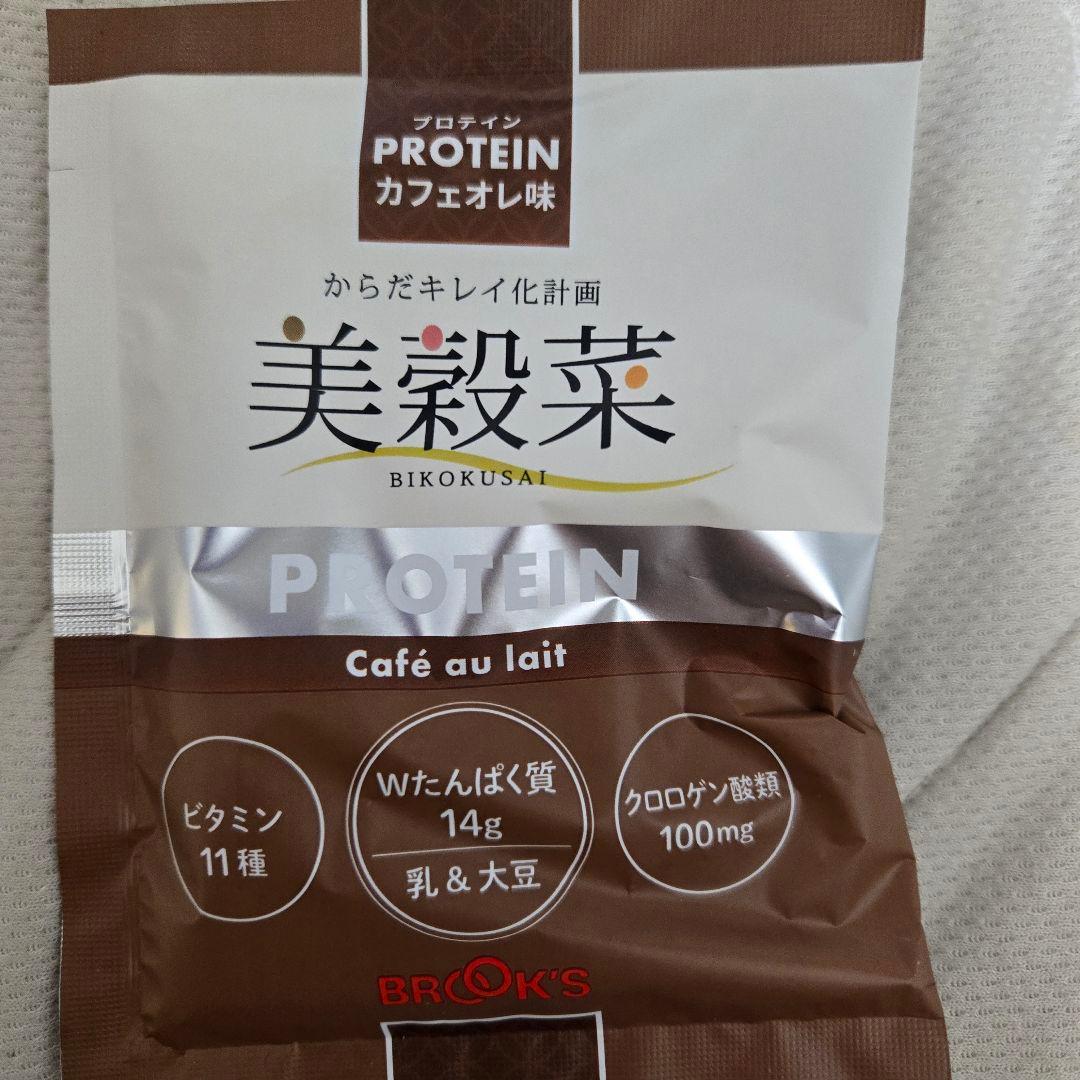 プロテイン
PROTEIN
カフェオレ味
からだキレイ化計画
美穀菜
BIKOKUSAI
PROTEIN
Café au lait
ビタミン
11種
Wたんぱく質
14g
乳&大豆
クロロゲン酸類
100mg
BROOK'S